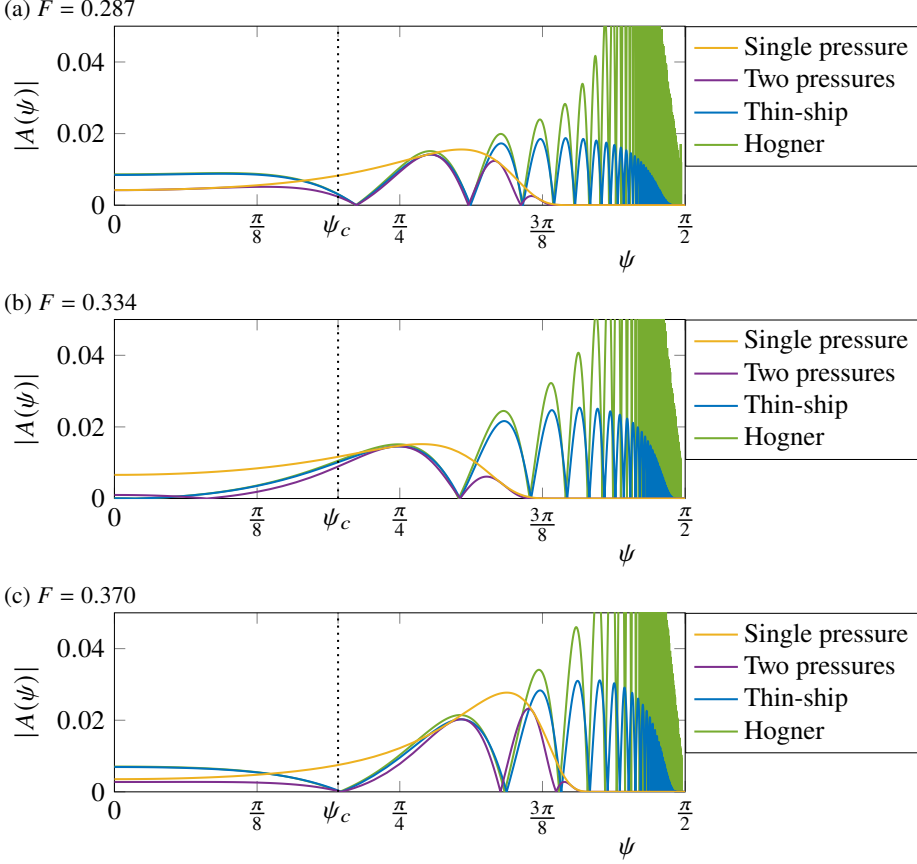 (a) F = 0.287
|A(ψ)|
0.04
0.02
0
0 π/8 ψc π/4 3π/8 π/2
ψ
Single pressure
Two pressures
Thin-ship
Hogner
(b) F = 0.334
|A(ψ)|
0.04
0.02
0
0 π/8 ψc π/4 3π/8 π/2
ψ
Single pressure
Two pressures
Thin-ship
Hogner
(c) F = 0.370
|A(ψ)|
0.04
0.02
0
0 π/8 ψc π/4 3π/8 π/2
ψ
Single pressure
Two pressures
Thin-ship
Hogner